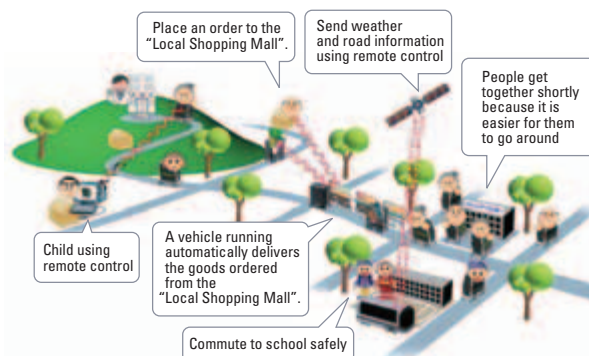 Place an order to the
“Local Shopping Mall”.
Send weather
and road information
using remote control
People get
together shortly
because it is
easier for them
to go around
Child using
remote control
A vehicle running
automatically delivers
the goods ordered
from the
“Local Shopping Mall”.
Commute to school safely